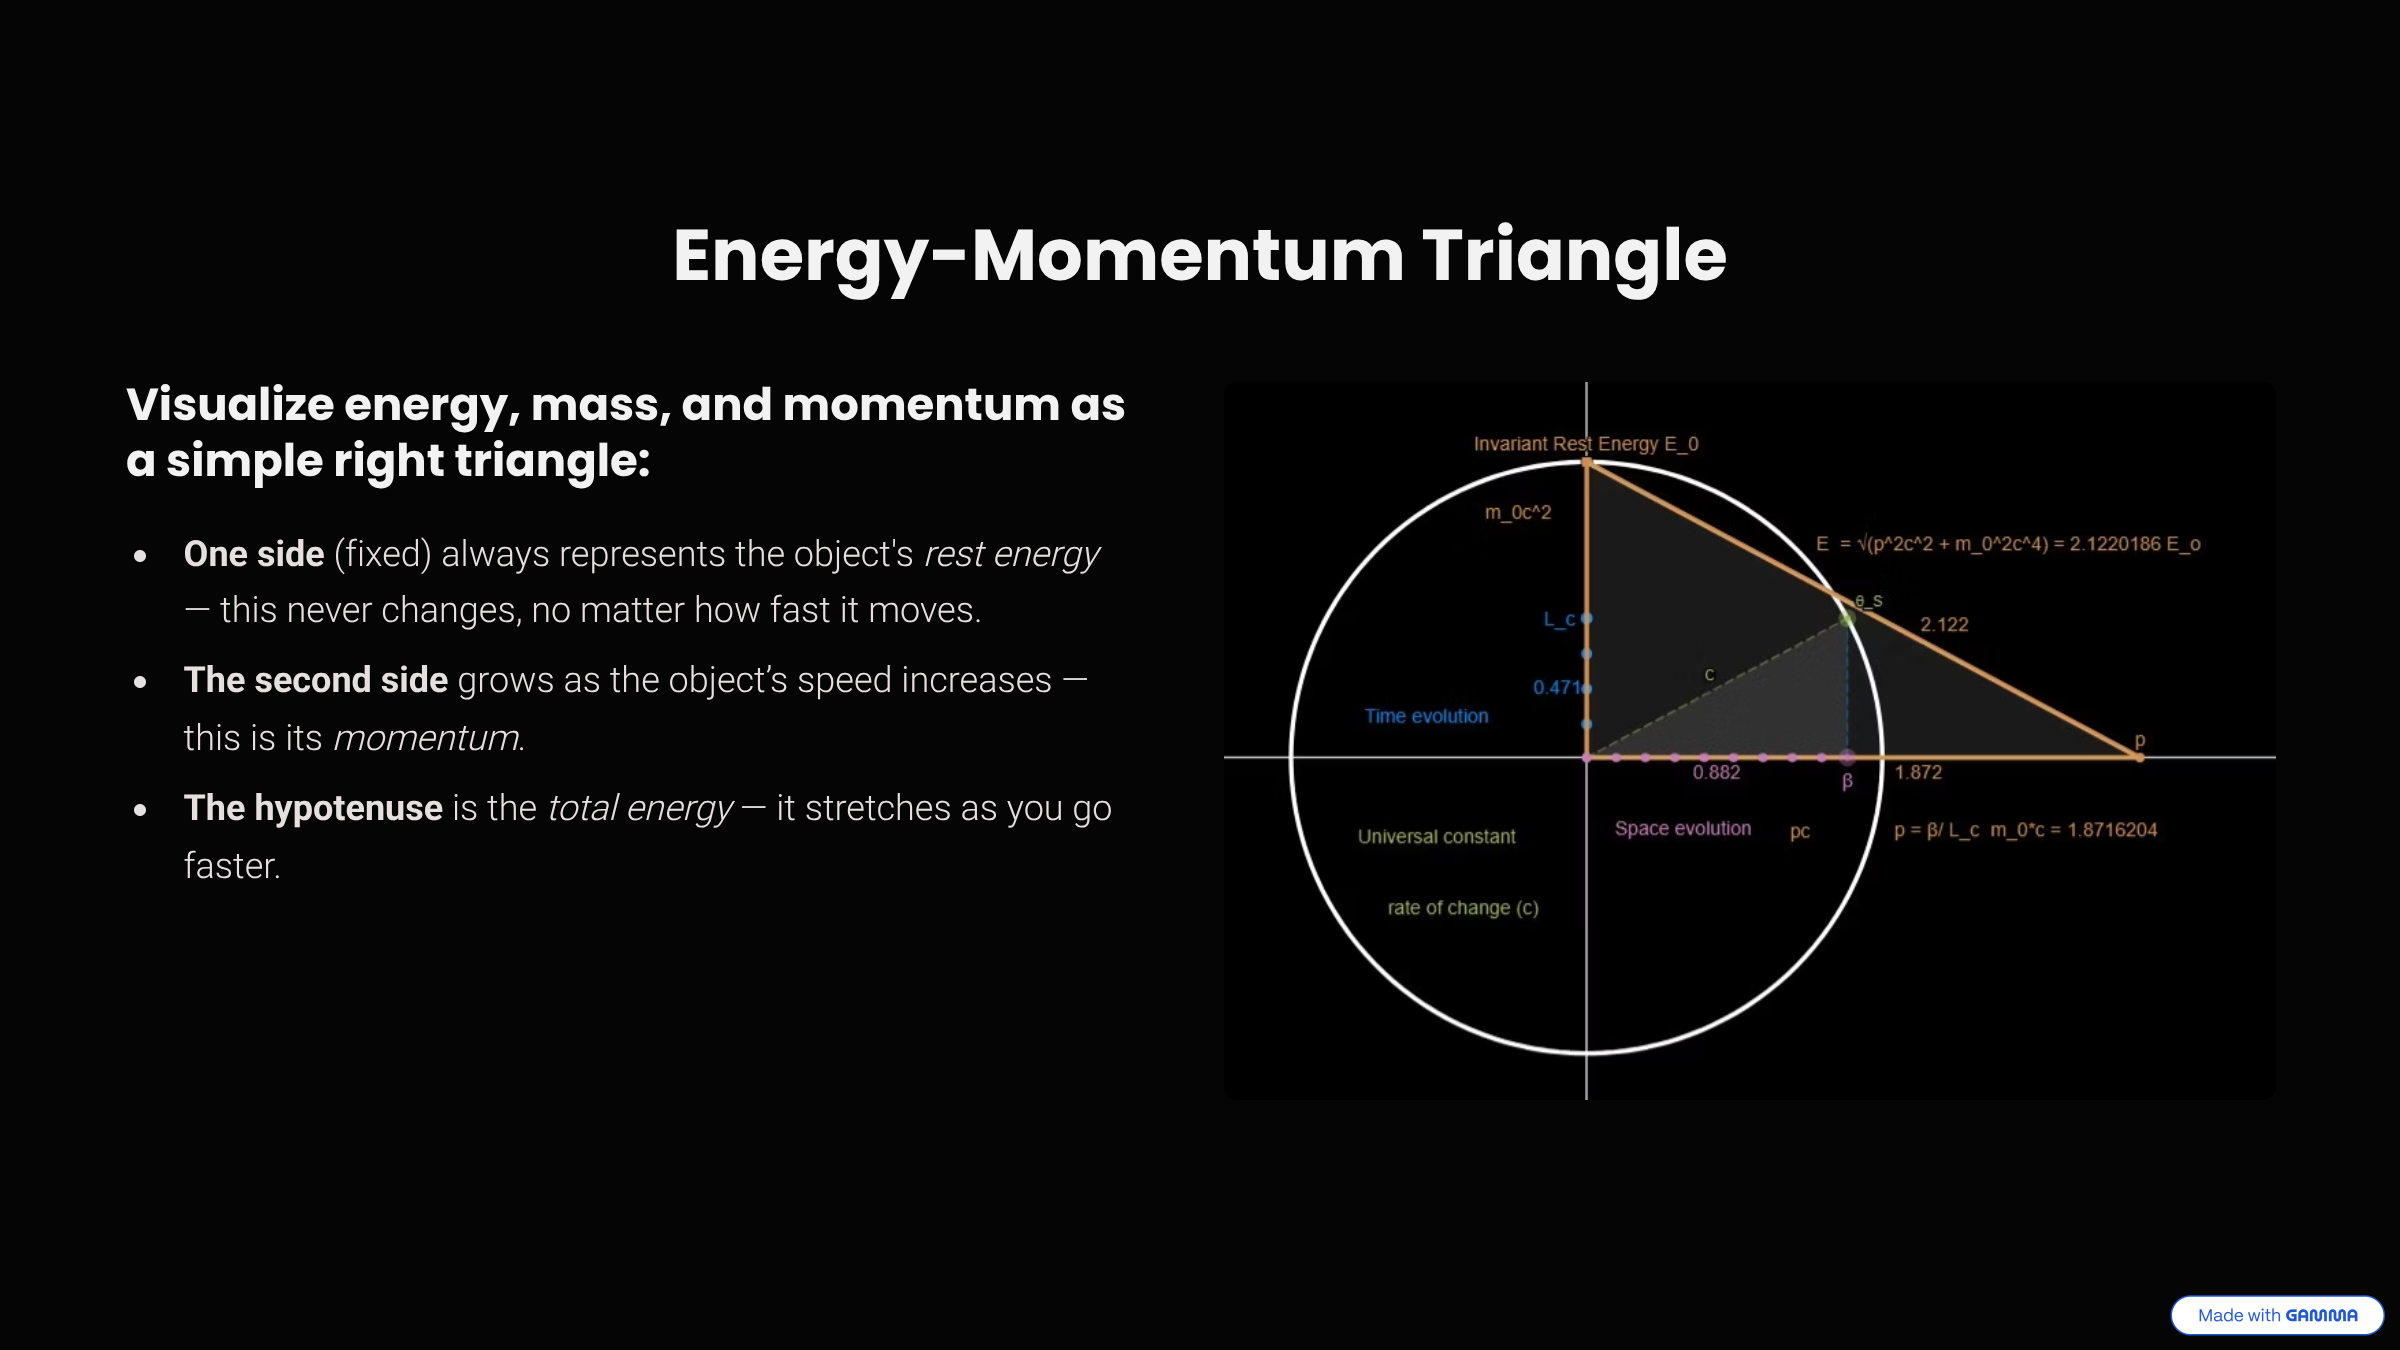 Energy-Momentum Triangle
Visualize energy, mass, and momentum as
a simple right triangle:
• One side (fixed) always represents the object's rest energy
— this never changes, no matter how fast it moves.
• The second side grows as the object’s speed increases —
this is its momentum.
• The hypotenuse is the total energy — it stretches as you go
faster.
Invariant Rest Energy E_0
m_0c^2
E = √(p^2c^2 + m_0^2c^4) = 2.1220186 E_o
θ_S
L_c
2.122
c
0.471
Time evolution
p
0.882
β
1.872
Universal constant
Space evolution
pc
p = β/ L_c m_0*c = 1.8716204
rate of change (c)
Made with GAMMA